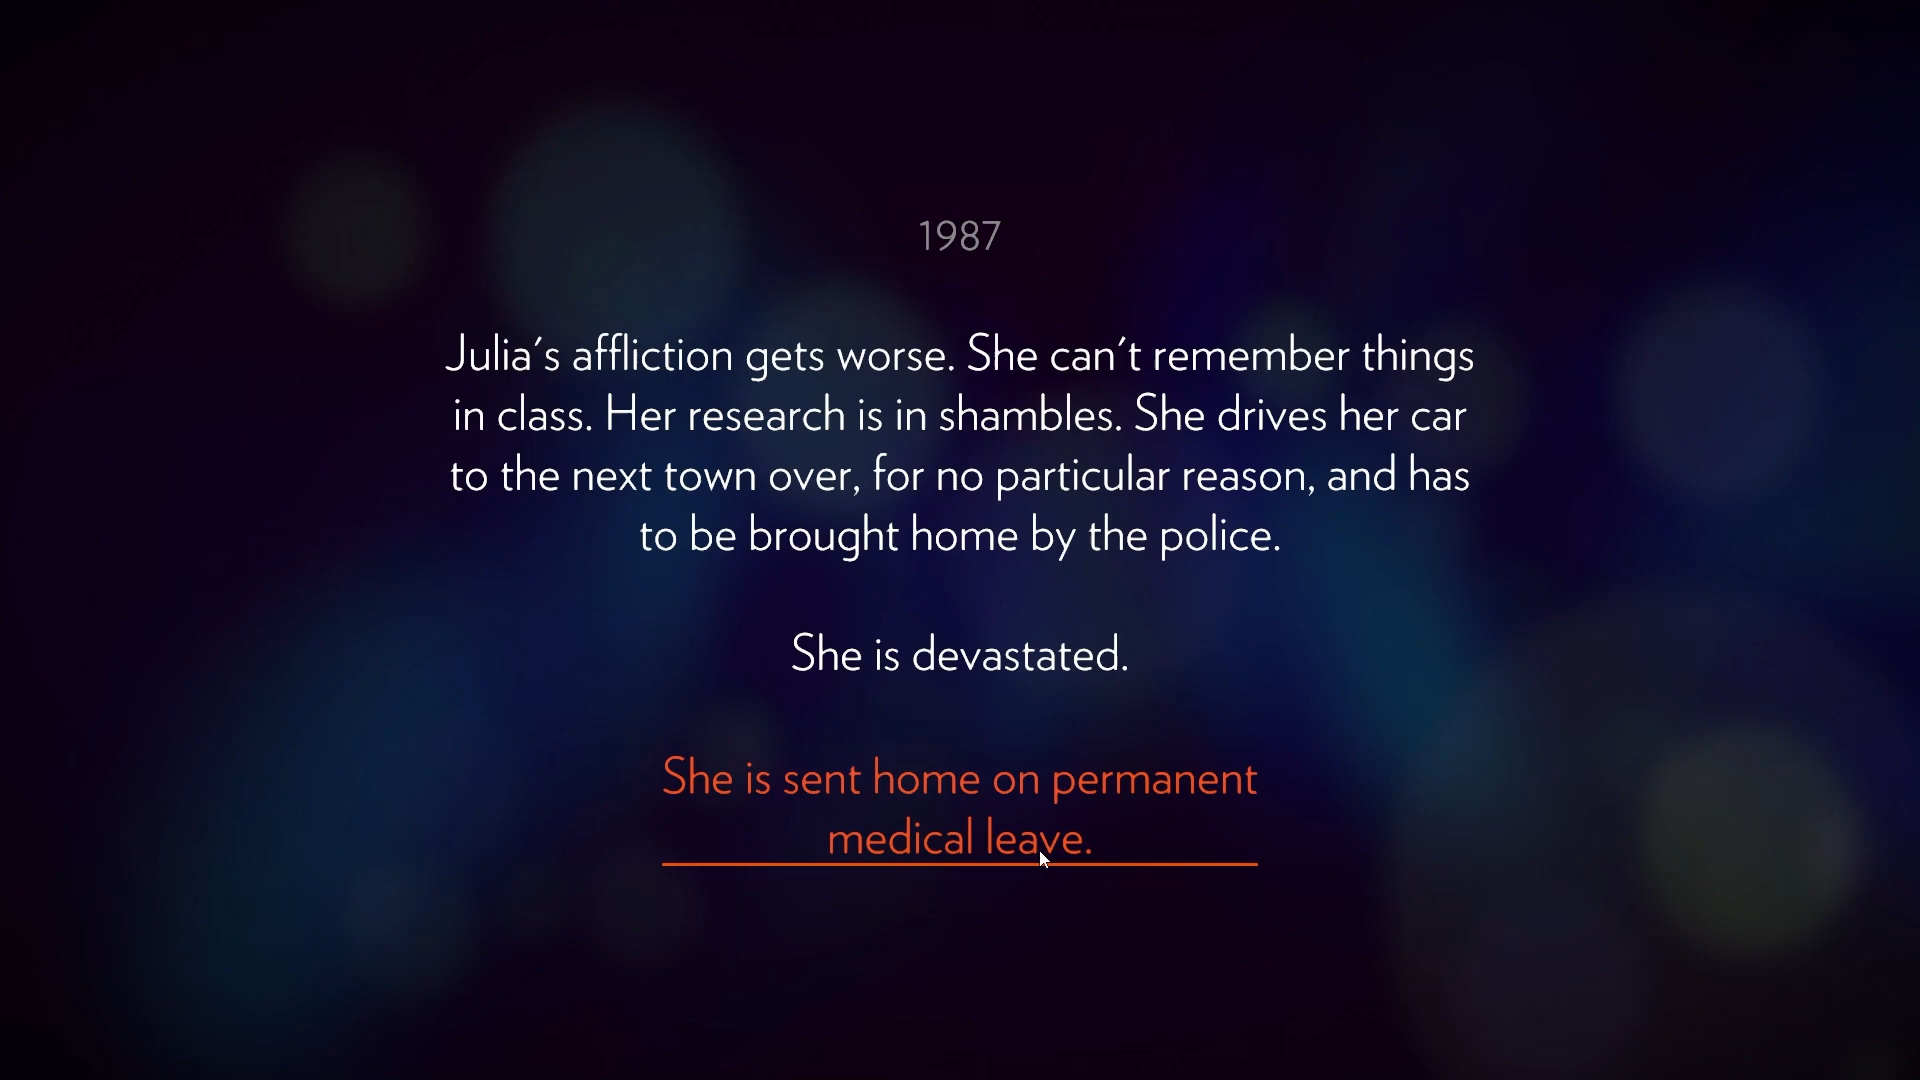 1987
Julia's affliction gets worse. She can't remember things
in class. Her research is in shambles. She drives her car
to the next town over, for no particular reason, and has
to be brought home by the police.
She is devastated.
She is sent home on permanent
medical leave.